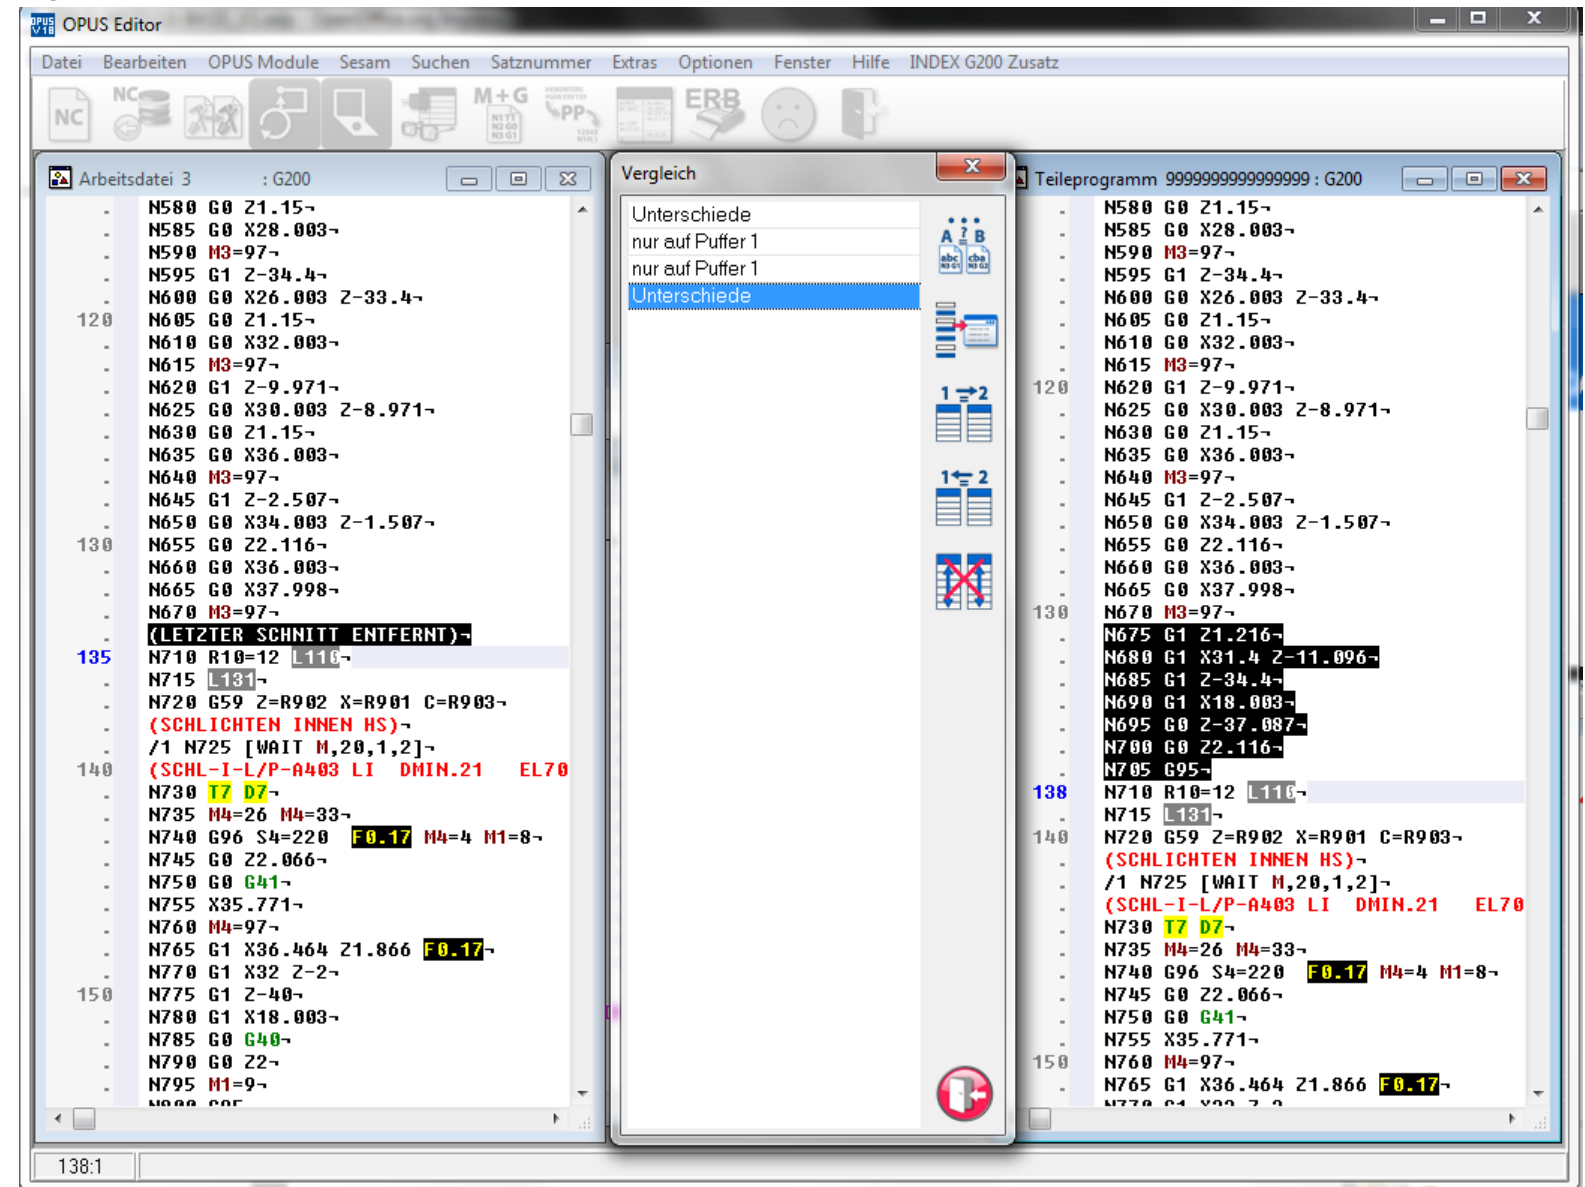 OPUS V18 OPUS Editor
Datei Bearbeiten OPUS Module Sesam Suchen Satznummer Extras Optionen Fenster Hilfe INDEX G200 Zusatz
NC NC M+G N1 T1 N2 G0 N3 G1 PP ERB
Arbeitsdatei 3 : G200
N580 G0 Z1.15¬
N585 G0 X28.003¬
N590 M3=97¬
N595 G1 Z-34.4¬
N600 G0 X26.003 Z-33.4¬
120 N605 G0 Z1.15¬
N610 G0 X32.003¬
N615 M3=97¬
N620 G1 Z-9.971¬
N625 G0 X30.003 Z-8.971¬
N630 G0 Z1.15¬
N635 G0 X36.003¬
N640 M3=97¬
N645 G1 Z-2.507¬
N650 G0 X34.003 Z-1.507¬
130 N655 G0 Z2.116¬
N660 G0 X36.003¬
N665 G0 X37.998¬
N670 M3=97¬
(LETZTER SCHNITT ENTFERNT)¬
135 N710 R10=12 L110¬
N715 L131¬
N720 G59 Z=R902 X=R901 C=R903¬
(SCHLICHTEN INNEN HS)¬
/1 N725 [WAIT M,20,1,2]¬
140 (SCHL-I-L/P-A403 LI DMIN.21 EL70
N730 T7 D7¬
N735 M4=26 M4=33¬
N740 G96 S4=220 F0.17 M4=4 M1=8¬
N745 G0 Z2.066¬
N750 G0 G41¬
N755 X35.771¬
N760 M4=97¬
N765 G1 X36.464 Z1.866 F0.17¬
N770 G1 X32 Z-2¬
150 N775 G1 Z-40¬
N780 G1 X18.003¬
N785 G0 G40¬
N790 G0 Z2¬
N795 M1=9¬
Vergleich
Unterschiede
nur auf Puffer 1
nur auf Puffer 1
Unterschiede
A ? B
abc cba
N3 G1 N3 G2
1 2
1 2
Teileprogramm 9999999999999999 : G200
N580 G0 Z1.15¬
N585 G0 X28.003¬
N590 M3=97¬
N595 G1 Z-34.4¬
N600 G0 X26.003 Z-33.4¬
N605 G0 Z1.15¬
N610 G0 X32.003¬
N615 M3=97¬
120 N620 G1 Z-9.971¬
N625 G0 X30.003 Z-8.971¬
N630 G0 Z1.15¬
N635 G0 X36.003¬
N640 M3=97¬
N645 G1 Z-2.507¬
N650 G0 X34.003 Z-1.507¬
N655 G0 Z2.116¬
N660 G0 X36.003¬
N665 G0 X37.998¬
130 N670 M3=97¬
N675 G1 Z1.216¬
N680 G1 X31.4 Z-11.096¬
N685 G1 Z-34.4¬
N690 G1 X18.003¬
N695 G0 Z-37.087¬
N700 G0 Z2.116¬
N705 G95¬
138 N710 R10=12 L110¬
N715 L131¬
140 N720 G59 Z=R902 X=R901 C=R903¬
(SCHLICHTEN INNEN HS)¬
/1 N725 [WAIT M,20,1,2]¬
(SCHL-I-L/P-A403 LI DMIN.21 EL70
N730 T7 D7¬
N735 M4=26 M4=33¬
N740 G96 S4=220 F0.17 M4=4 M1=8¬
N745 G0 Z2.066¬
N750 G0 G41¬
N755 X35.771¬
150 N760 M4=97¬
N765 G1 X36.464 Z1.866 F0.17¬
138:1